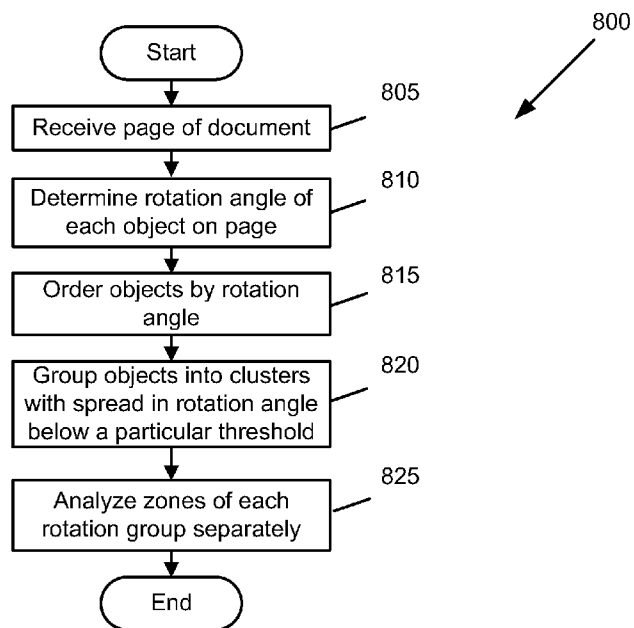 800
Start
805
Receive page of document
810
Determine rotation angle of
each object on page
815
Order objects by rotation
angle
820
Group objects into clusters
with spread in rotation angle
below a particular threshold
825
Analyze zones of each
rotation group separately
End